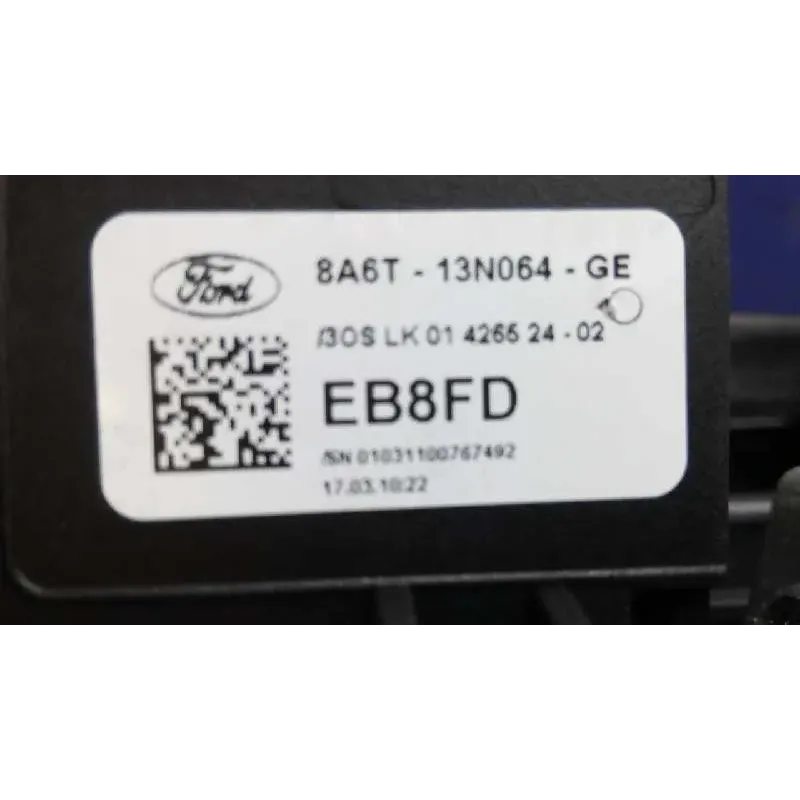 Ford
8A6T - 13N064 - GE
/3OS LK 01 4265 24 - 02
EB8FD
/SN 01031100767492
17.03.10:22